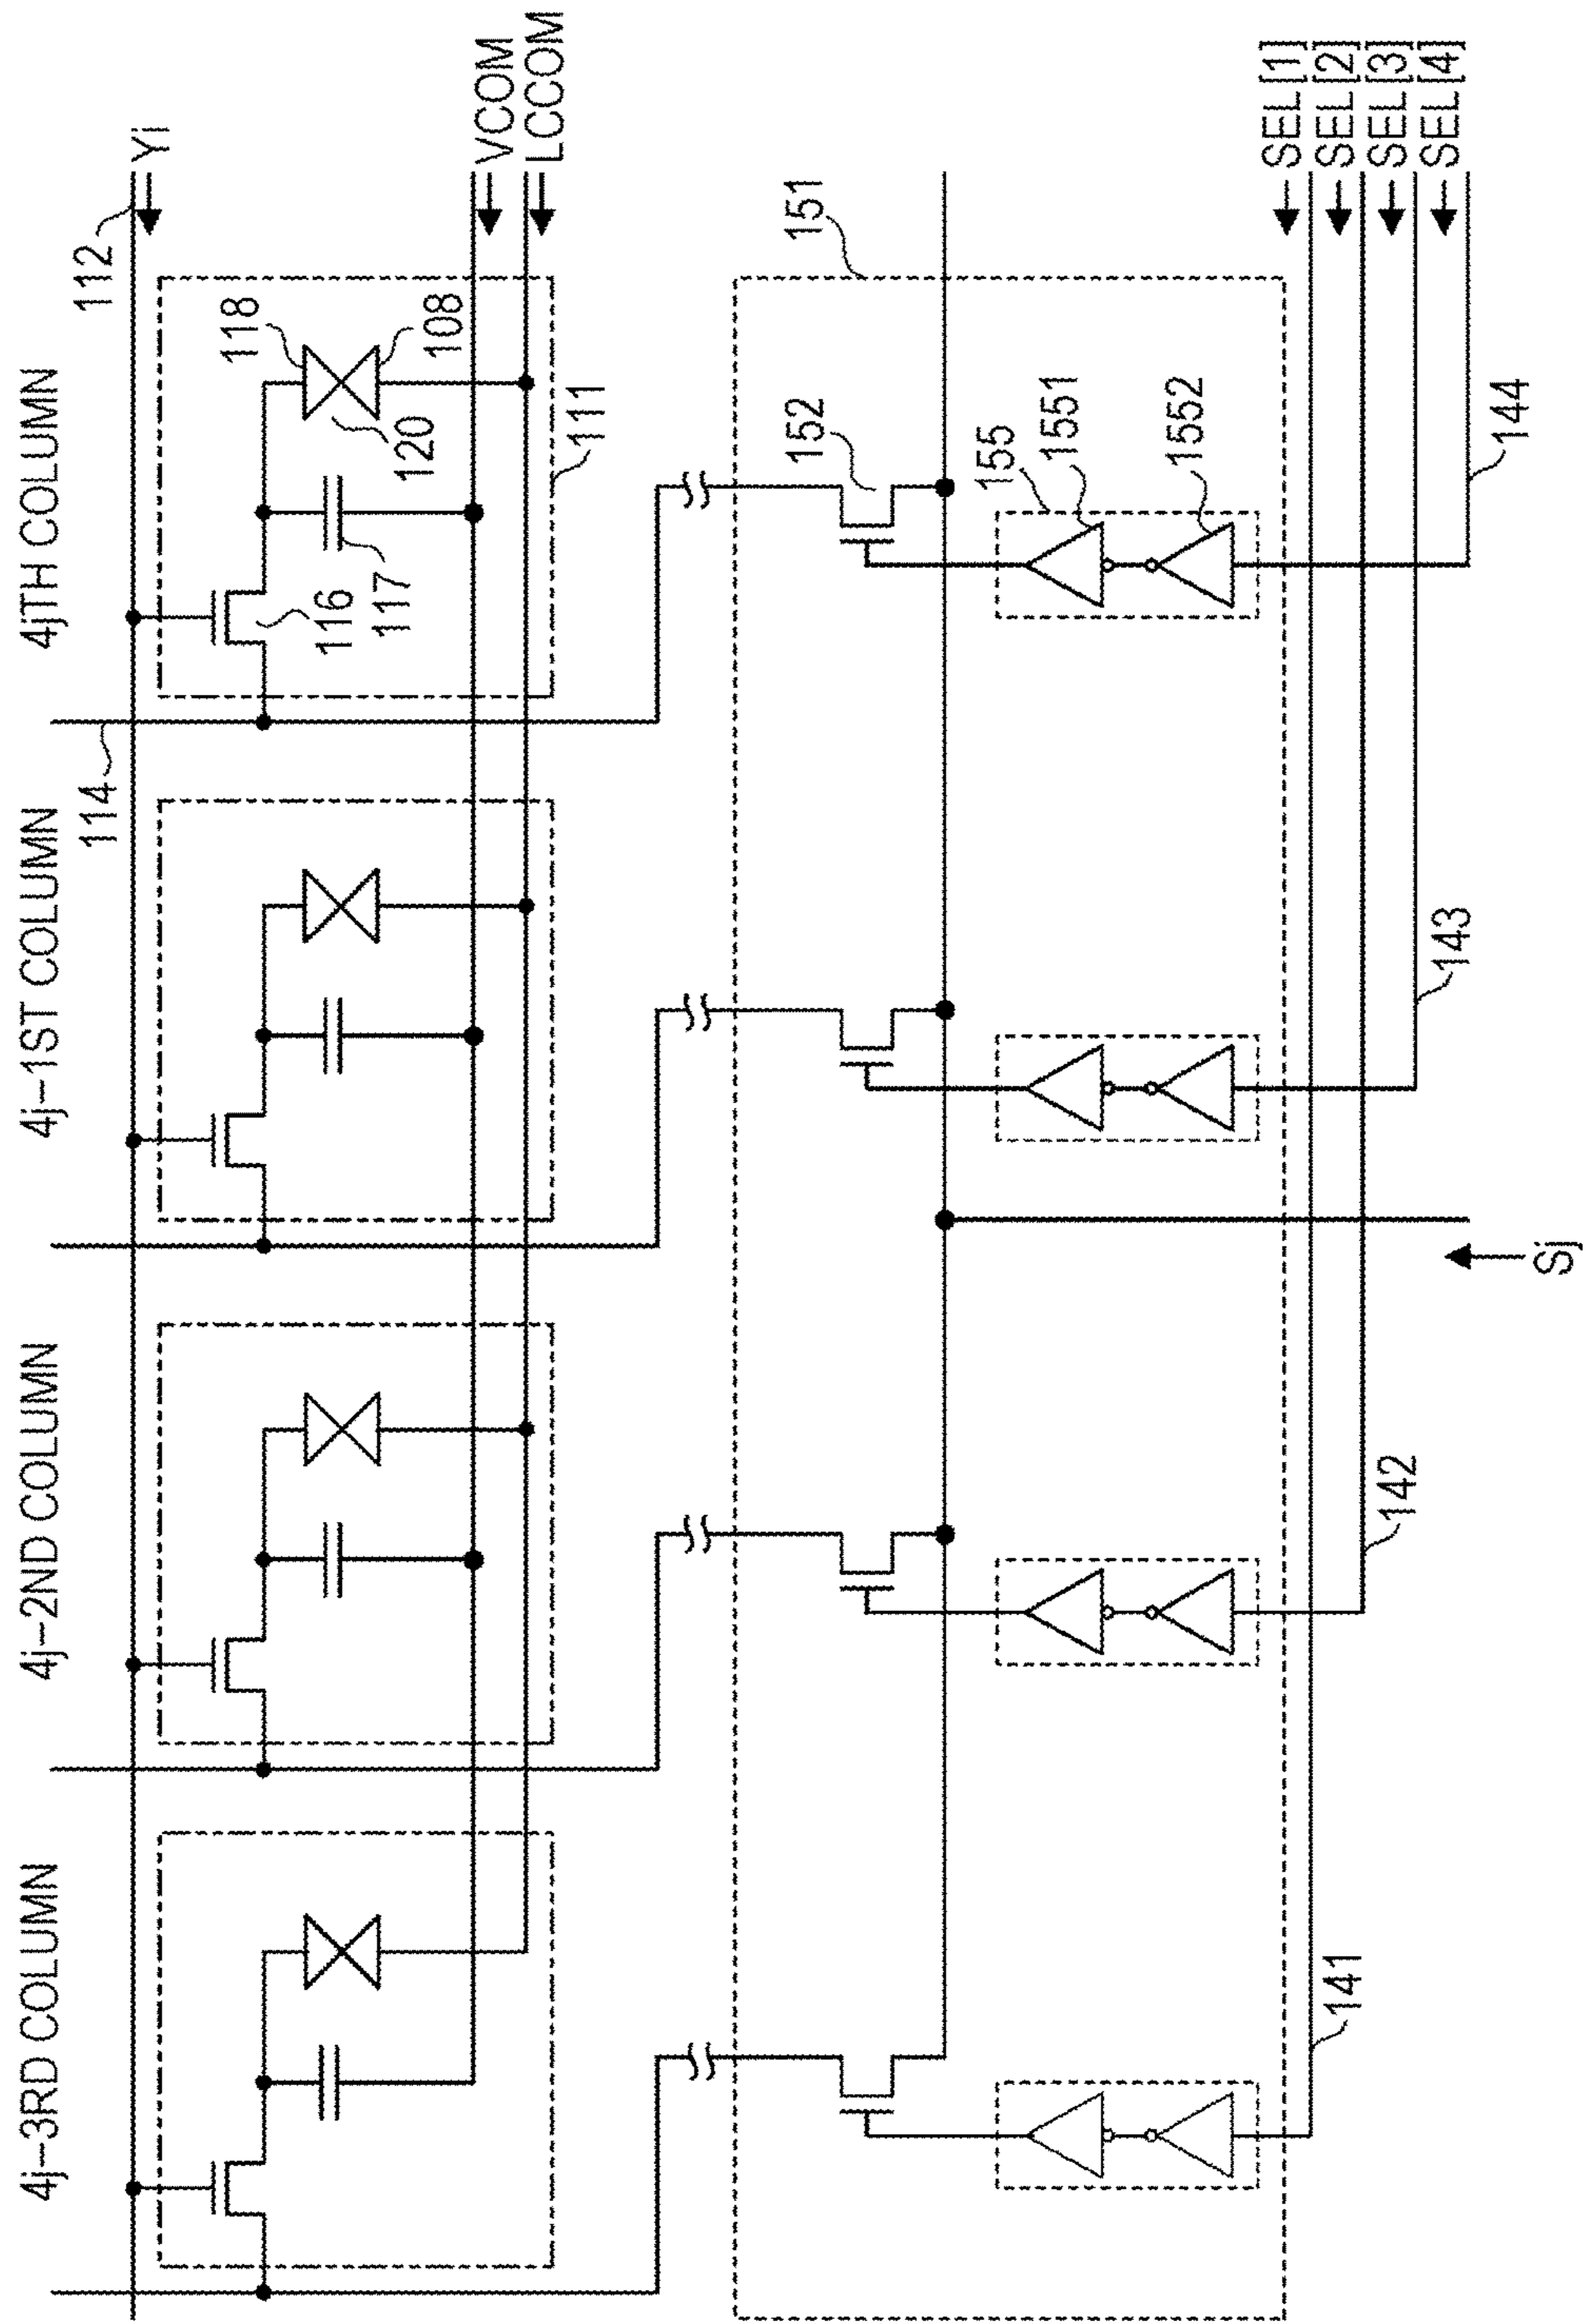 4j–3RD COLUMN
4j–2ND COLUMN
4j–1ST COLUMN
4jTH COLUMN
114
112
Yi
118
108
120
116
117
VCOM
LCCOM
111
151
152
155
1551
1552
SEL[1]
SEL[2]
SEL[3]
SEL[4]
141
142
143
144
Sj